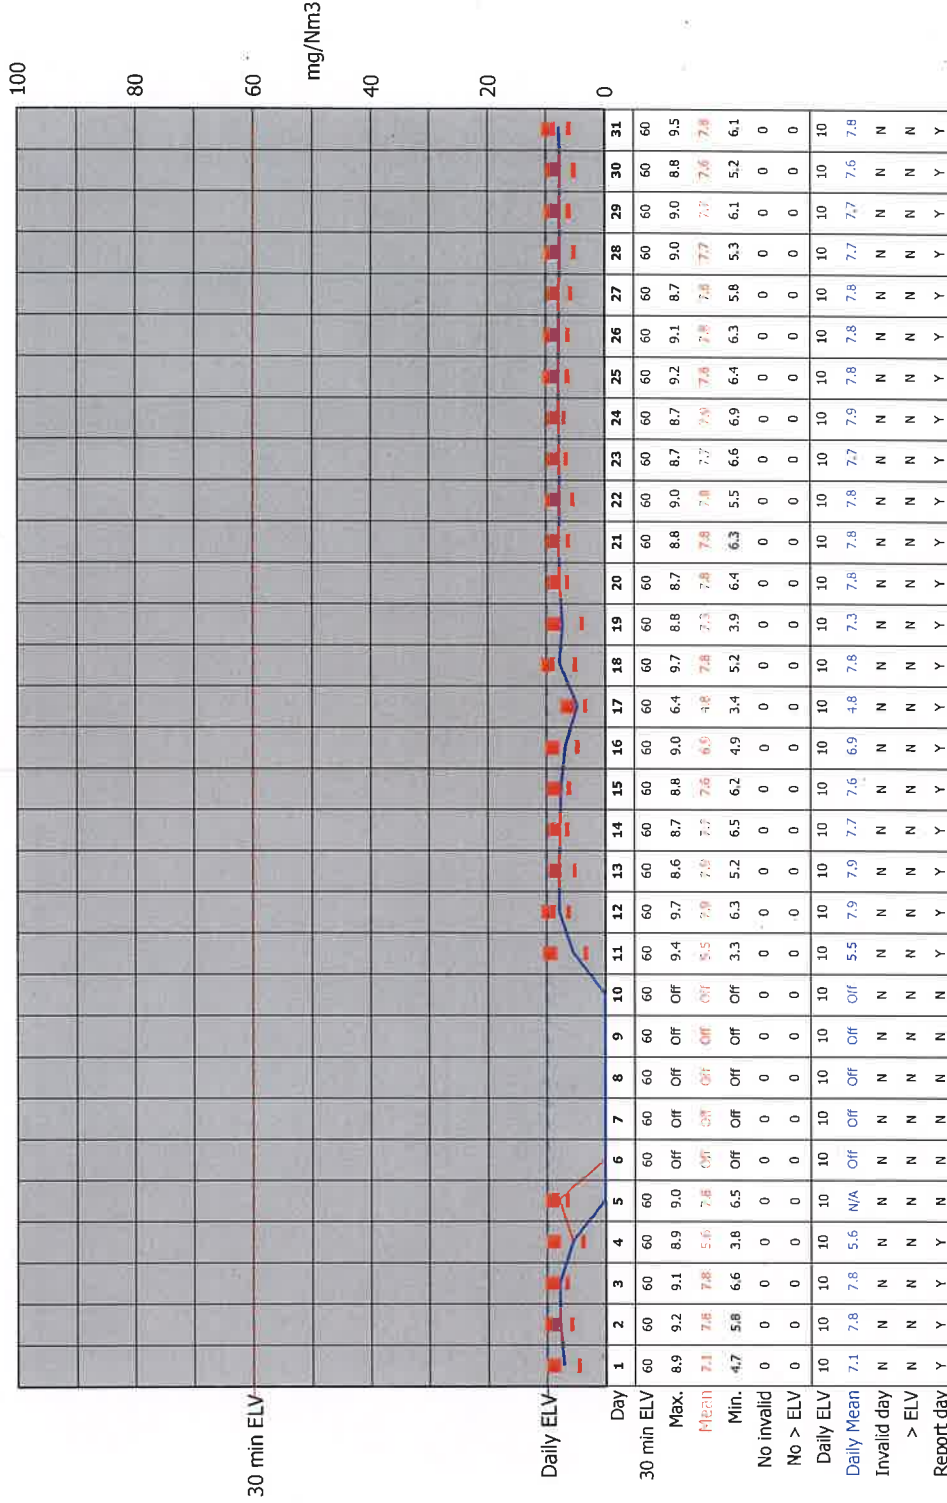 100
80
60
mg/Nm3
40
20
0
30 min ELV
Daily ELV
Day 1 2 3 4 5 6 7 8 9 10 11 12 13 14 15 16 17 18 19 20 21 22 23 24 25 26 27 28 29 30 31
30 min ELV 60 60 60 60 60 60 60 60 60 60 60 60 60 60 60 60 60 60 60 60 60 60 60 60 60 60 60 60 60 60 60
Max. 8.9 9.2 9.1 8.9 9.0 Off Off Off Off Off 9.4 9.7 8.6 8.7 8.8 9.0 6.4 9.7 8.8 8.7 8.8 9.0 8.7 8.7 9.2 9.1 8.7 9.0 9.0 8.8 9.5
Mean 7.1 7.8 7.8 5.6 7.8 Off Off Off Off Off 5.5 7.9 7.9 7.7 7.6 6.9 4.8 7.8 7.3 7.8 7.8 7.8 7.7 7.9 7.8 7.8 7.8 7.7 7.7 7.6 7.8
Min. 4.7 5.8 6.6 3.8 6.5 Off Off Off Off Off 3.3 6.3 5.2 6.5 6.2 4.9 3.4 5.2 3.9 6.4 6.3 5.5 6.6 6.9 6.4 6.3 5.8 5.3 6.1 5.2 6.1
No invalid 0 0 0 0 0 0 0 0 0 0 0 0 0 0 0 0 0 0 0 0 0 0 0 0 0 0 0 0 0 0 0
No > ELV 0 0 0 0 0 0 0 0 0 0 0 0 0 0 0 0 0 0 0 0 0 0 0 0 0 0 0 0 0 0 0
Daily ELV 10 10 10 10 10 10 10 10 10 10 10 10 10 10 10 10 10 10 10 10 10 10 10 10 10 10 10 10 10 10 10
Daily Mean 7.1 7.8 7.8 5.6 N/A Off Off Off Off Off 5.5 7.9 7.9 7.7 7.6 6.9 4.8 7.8 7.3 7.8 7.8 7.8 7.7 7.9 7.8 7.8 7.8 7.7 7.7 7.6 7.8
Invalid day N N N N N N N N N N N N N N N N N N N N N N N N N N N N N N N
> ELV N N N N N N N N N N N N N N N N N N N N N N N N N N N N N N N
Report day Y Y Y Y N N N N N N Y Y Y Y Y Y Y Y Y Y Y Y Y Y Y Y Y Y Y Y Y